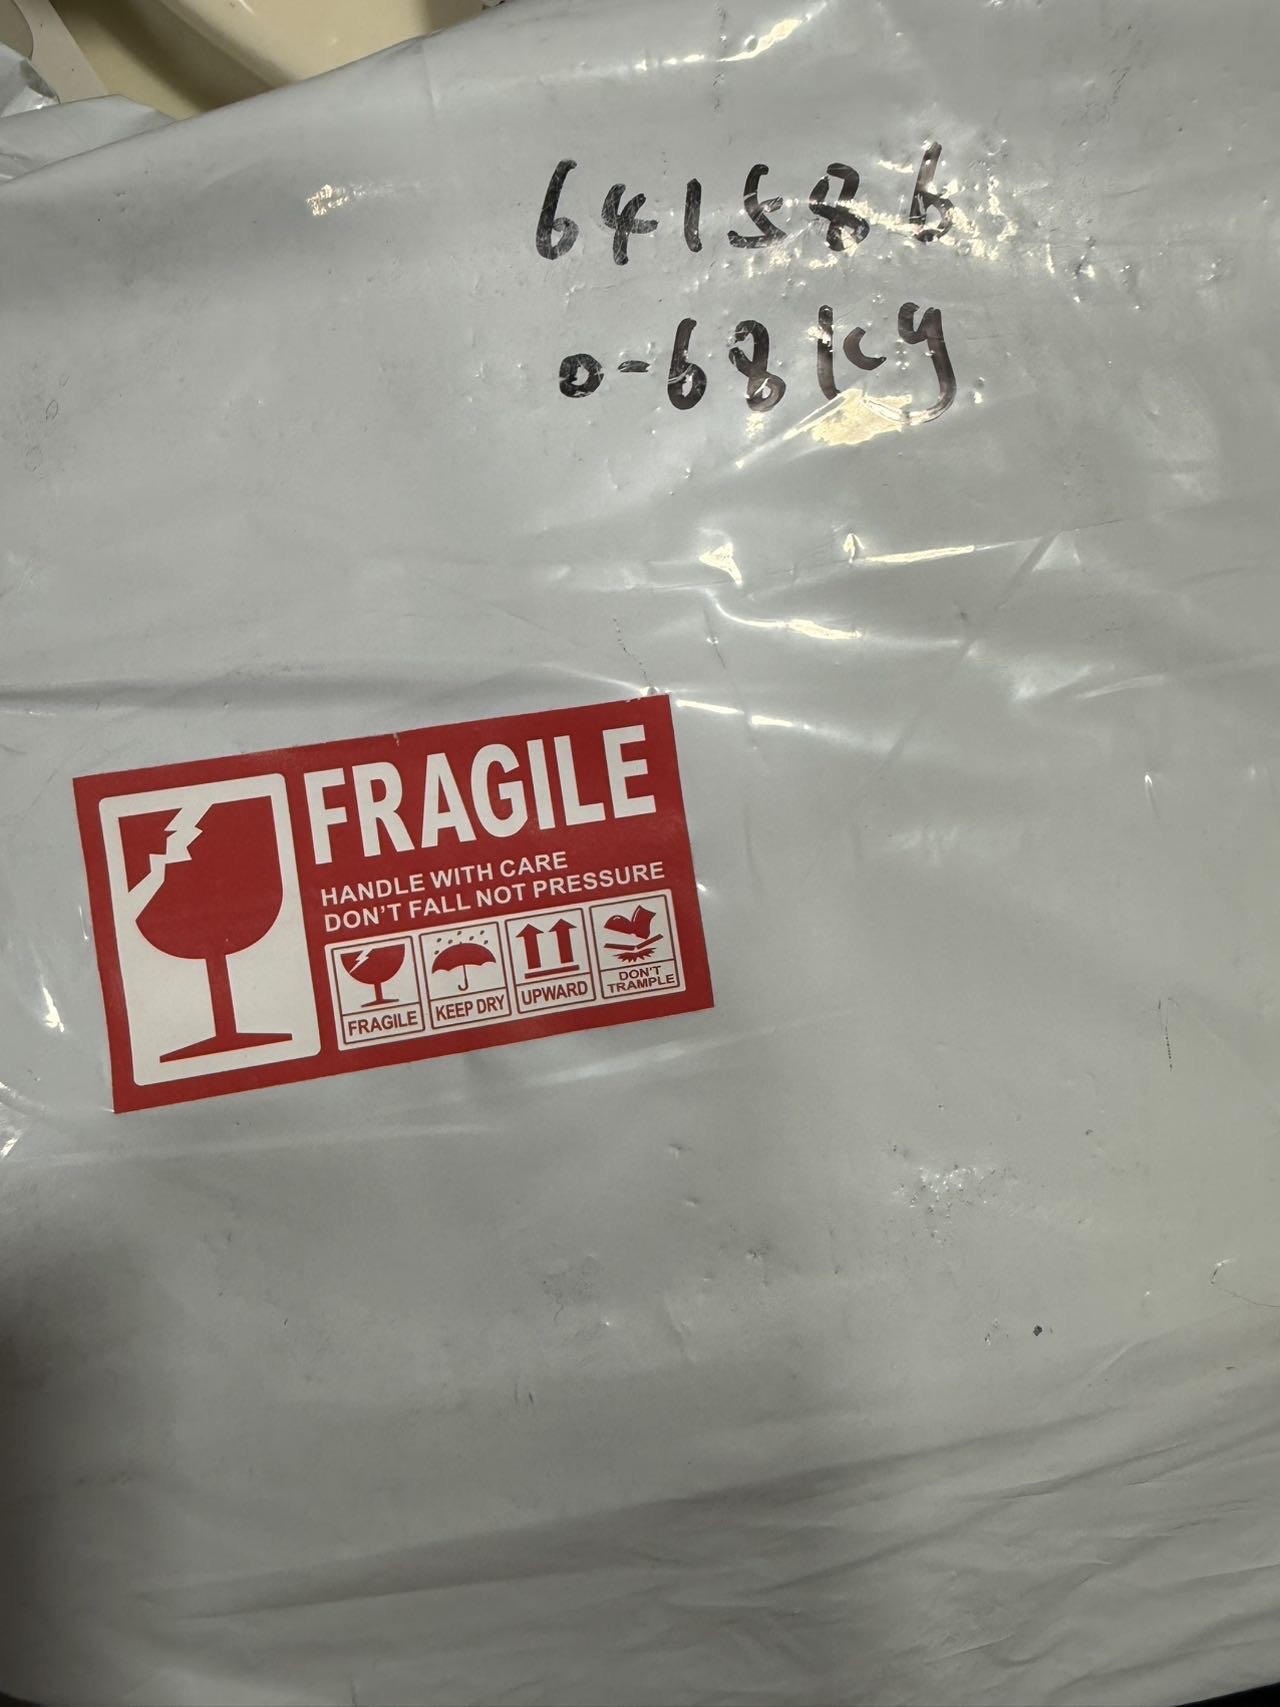 641586
0-68kg
FRAGILE
HANDLE WITH CARE
DON'T FALL NOT PRESSURE
FRAGILE
KEEP DRY
UPWARD
DON'T
TRAMPLE